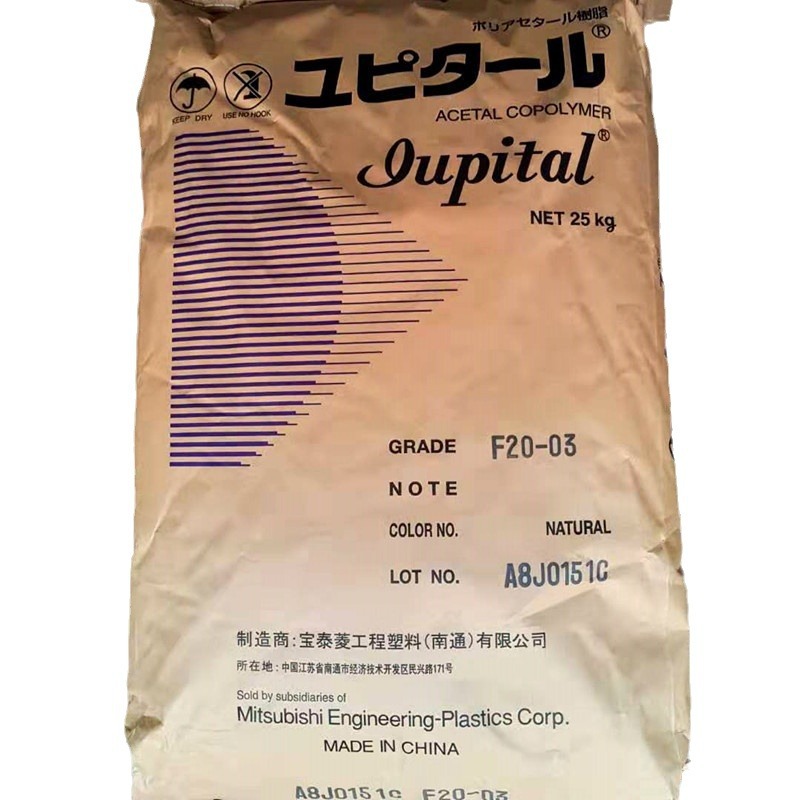 ポリアセタール樹脂
ユピタール®
KEEP DRY
USE NO HOOK
ACETAL COPOLYMER
Iupital®
NET 25 kg
GRADE F20-03
NOTE
COLOR NO. NATURAL
LOT NO. A8J0151C
制造商:宝泰菱工程塑料(南通)有限公司
所在地:中国江苏省南通市经济技术开发区民兴路171号
Sold by subsidiaries of
Mitsubishi Engineering-Plastics Corp.
MADE IN CHINA
A8J0151C F20-03